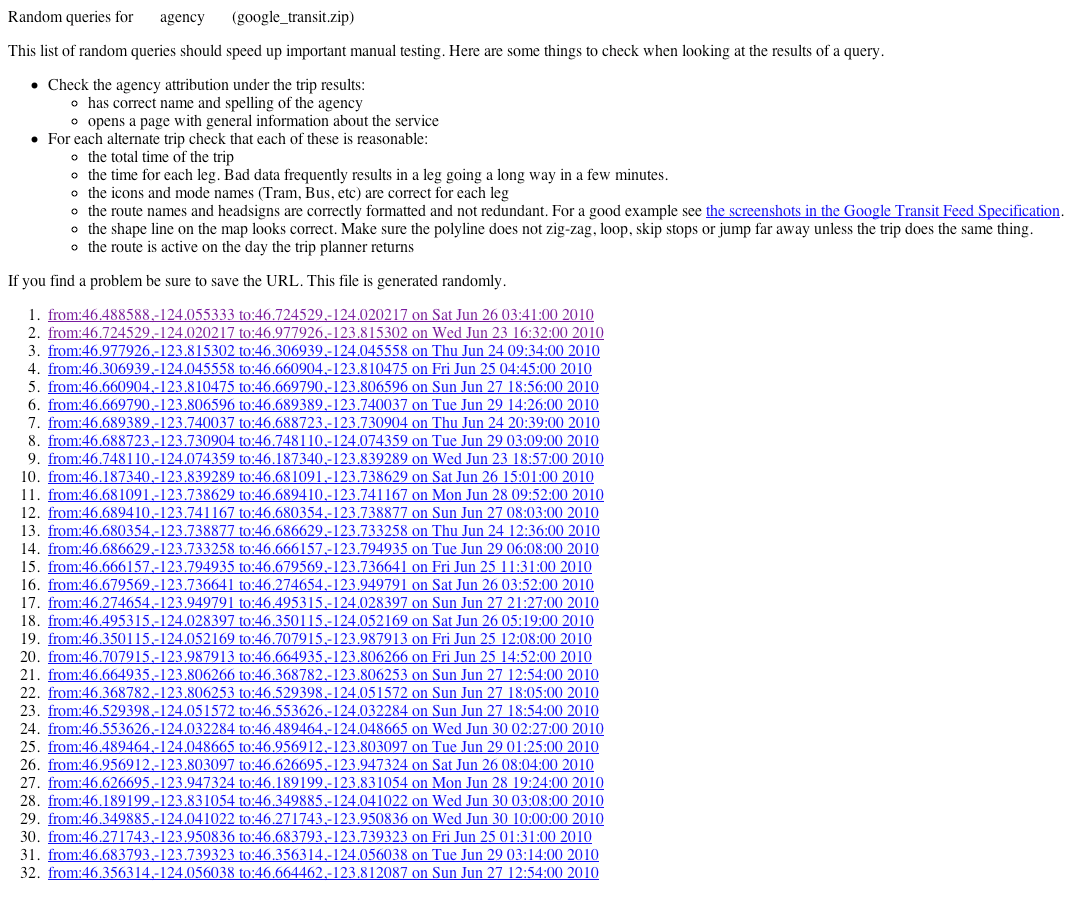 Random queries for agency (google_transit.zip)
This list of random queries should speed up important manual testing. Here are some things to check when looking at the results of a query.
• Check the agency attribution under the trip results:
◦ has correct name and spelling of the agency
◦ opens a page with general information about the service
• For each alternate trip check that each of these is reasonable:
◦ the total time of the trip
◦ the time for each leg. Bad data frequently results in a leg going a long way in a few minutes.
◦ the icons and mode names (Tram, Bus, etc) are correct for each leg
◦ the route names and headsigns are correctly formatted and not redundant. For a good example see the screenshots in the Google Transit Feed Specification.
◦ the shape line on the map looks correct. Make sure the polyline does not zig-zag, loop, skip stops or jump far away unless the trip does the same thing.
◦ the route is active on the day the trip planner returns
If you find a problem be sure to save the URL. This file is generated randomly.
1. from:46.488588,-124.055333 to:46.724529,-124.020217 on Sat Jun 26 03:41:00 2010
2. from:46.724529,-124.020217 to:46.977926,-123.815302 on Wed Jun 23 16:32:00 2010
3. from:46.977926,-123.815302 to:46.306939,-124.045558 on Thu Jun 24 09:34:00 2010
4. from:46.306939,-124.045558 to:46.660904,-123.810475 on Fri Jun 25 04:45:00 2010
5. from:46.660904,-123.810475 to:46.669790,-123.806596 on Sun Jun 27 18:56:00 2010
6. from:46.669790,-123.806596 to:46.689389,-123.740037 on Tue Jun 29 14:26:00 2010
7. from:46.689389,-123.740037 to:46.688723,-123.730904 on Thu Jun 24 20:39:00 2010
8. from:46.688723,-123.730904 to:46.748110,-124.074359 on Tue Jun 29 03:09:00 2010
9. from:46.748110,-124.074359 to:46.187340,-123.839289 on Wed Jun 23 18:57:00 2010
10. from:46.187340,-123.839289 to:46.681091,-123.738629 on Sat Jun 26 15:01:00 2010
11. from:46.681091,-123.738629 to:46.689410,-123.741167 on Mon Jun 28 09:52:00 2010
12. from:46.689410,-123.741167 to:46.680354,-123.738877 on Sun Jun 27 08:03:00 2010
13. from:46.680354,-123.738877 to:46.686629,-123.733258 on Thu Jun 24 12:36:00 2010
14. from:46.686629,-123.733258 to:46.666157,-123.794935 on Tue Jun 29 06:08:00 2010
15. from:46.666157,-123.794935 to:46.679569,-123.736641 on Fri Jun 25 11:31:00 2010
16. from:46.679569,-123.736641 to:46.274654,-123.949791 on Sat Jun 26 03:52:00 2010
17. from:46.274654,-123.949791 to:46.495315,-124.028397 on Sun Jun 27 21:27:00 2010
18. from:46.495315,-124.028397 to:46.350115,-124.052169 on Sat Jun 26 05:19:00 2010
19. from:46.350115,-124.052169 to:46.707915,-123.987913 on Fri Jun 25 12:08:00 2010
20. from:46.707915,-123.987913 to:46.664935,-123.806266 on Fri Jun 25 14:52:00 2010
21. from:46.664935,-123.806266 to:46.368782,-123.806253 on Sun Jun 27 12:54:00 2010
22. from:46.368782,-123.806253 to:46.529398,-124.051572 on Sun Jun 27 18:05:00 2010
23. from:46.529398,-124.051572 to:46.553626,-124.032284 on Sun Jun 27 18:54:00 2010
24. from:46.553626,-124.032284 to:46.489464,-124.048665 on Wed Jun 30 02:27:00 2010
25. from:46.489464,-124.048665 to:46.956912,-123.803097 on Tue Jun 29 01:25:00 2010
26. from:46.956912,-123.803097 to:46.626695,-123.947324 on Sat Jun 26 08:04:00 2010
27. from:46.626695,-123.947324 to:46.189199,-123.831054 on Mon Jun 28 19:24:00 2010
28. from:46.189199,-123.831054 to:46.349885,-124.041022 on Wed Jun 30 03:08:00 2010
29. from:46.349885,-124.041022 to:46.271743,-123.950836 on Wed Jun 30 10:00:00 2010
30. from:46.271743,-123.950836 to:46.683793,-123.739323 on Fri Jun 25 01:31:00 2010
31. from:46.683793,-123.739323 to:46.356314,-124.056038 on Tue Jun 29 03:14:00 2010
32. from:46.356314,-124.056038 to:46.664462,-123.812087 on Sun Jun 27 12:54:00 2010